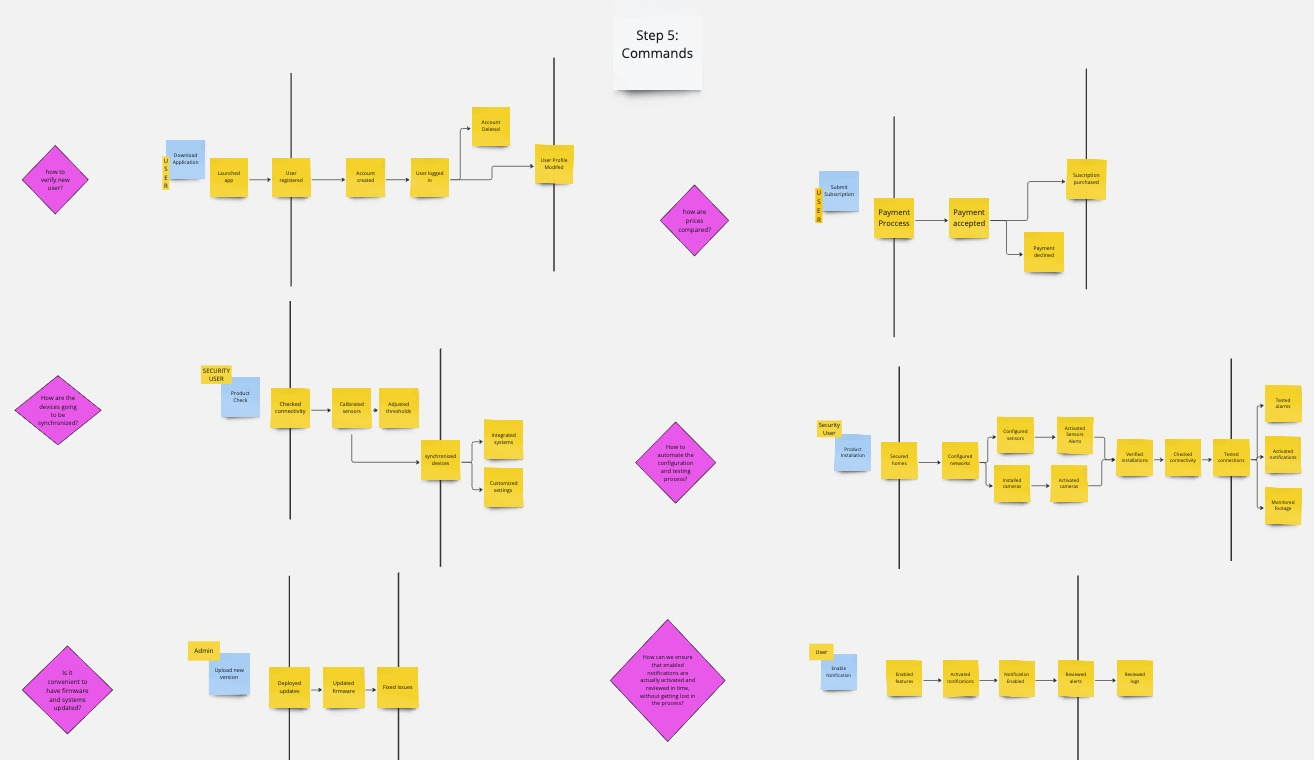 Step 5:
Commands
how to
verify new
user?
U
S
E
R
Download
Application
Launched
app
User
registered
Account
created
User logged
in
Account
Deleted
User Profile
Modifed
how are
prices
compared?
U
S
E
R
Submit
Subscription
Payment
Proccess
Payment
accepted
Suscription
purchased
Payment
declined
How are the
devices going
to be
synchronized?
SECURITY
USER
Product
Check
Checked
connectivity
Calibrated
sensors
Adjusted
thresholds
synchronized
devices
Integrated
systems
Customized
settings
How to
automate the
configuration
and testing
process?
Security
User
Product
Installation
Secured
homes
Configured
networks
Configured
sensors
Activated
Sensors
Alerts
Installed
cameras
Activated
cameras
Verified
installations
Checked
connectivity
Tested
connections
Tested
alarms
Activated
notifications
Monitored
footage
Is it
convenient to
have firmware
and systems
updated?
Admin
Upload new
version
Deployed
updates
Updated
firmware
Fixed issues
How can we ensure
that enabled
notifications are
actually activated and
reviewed in time,
without getting lost in
the process?
User
Enable
Notification
Enabled
features
Activated
notifications
Notification
Enabled
Reviewed
alerts
Reviewed
logs